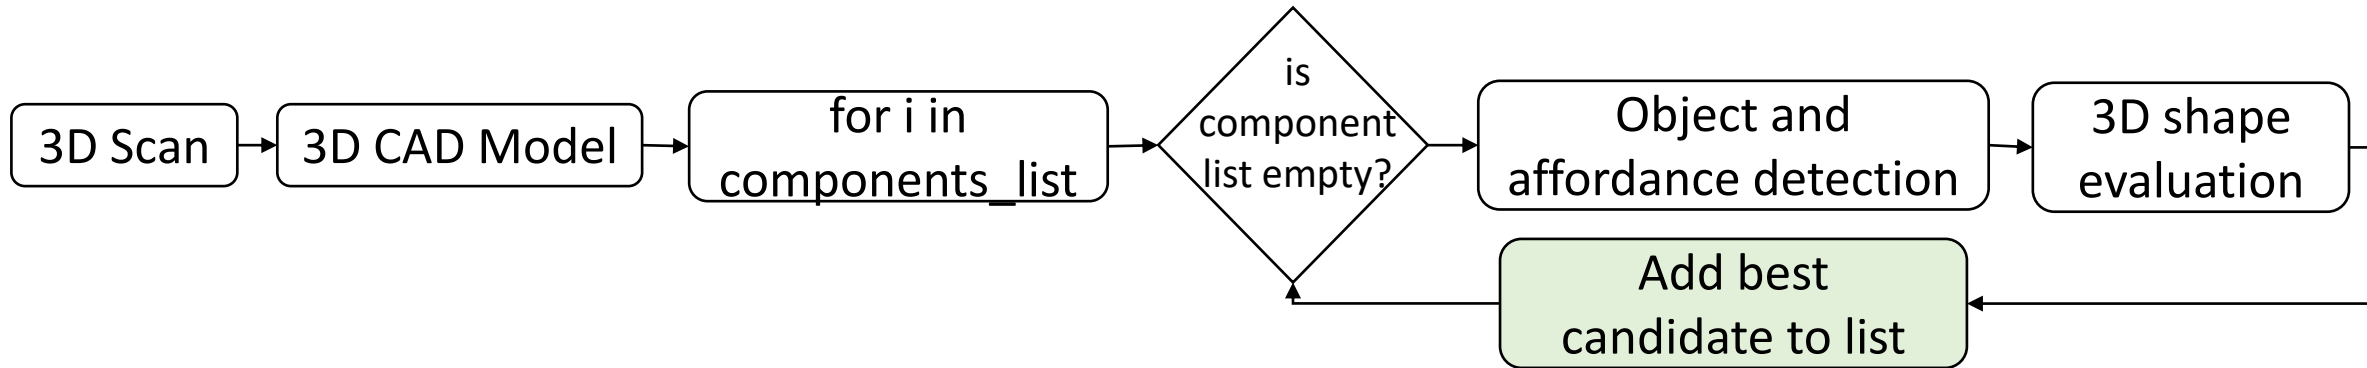 3D Scan
3D CAD Model
for i in
components_list
is
component
list empty?
Object and
affordance detection
3D shape
evaluation
Add best
candidate to list